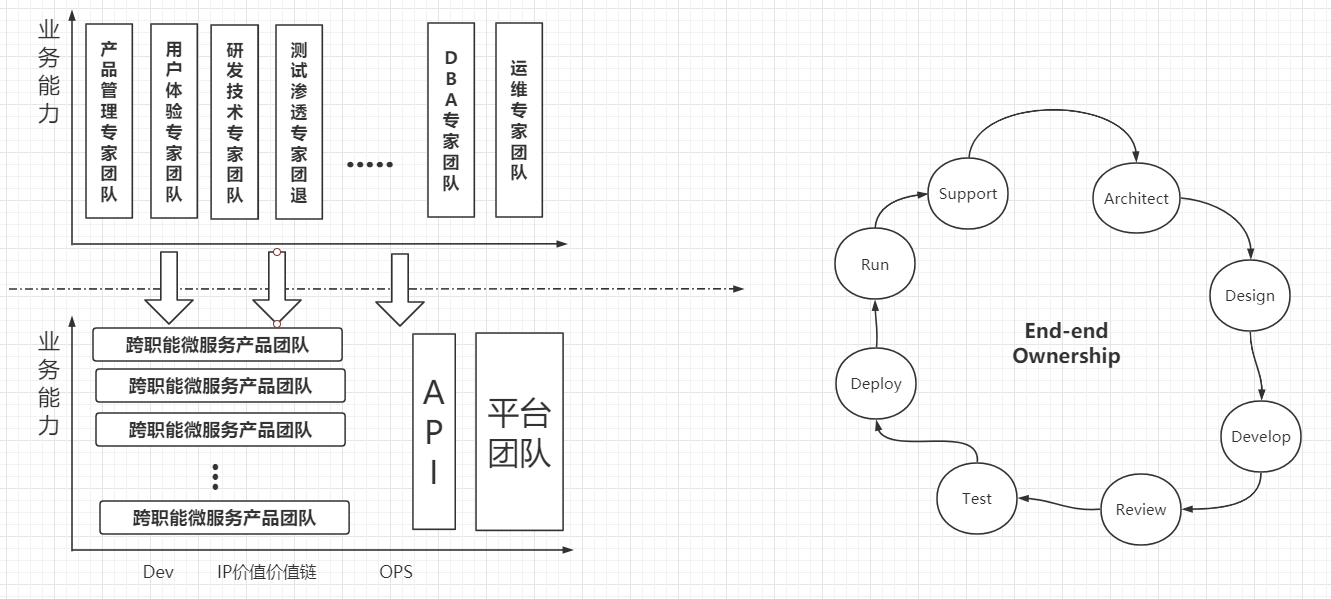 业务能力
产品管理专家团队
用户体验专家团队
研发技术专家团队
测试渗透专家团退
DBA专家团队
运维专家团队
业务能力
跨职能微服务产品团队
跨职能微服务产品团队
跨职能微服务产品团队
跨职能微服务产品团队
API
平台
团队
Dev
IP价值价值链
OPS
Support
Architect
Run
Design
End-end
Ownership
Deploy
Develop
Test
Review